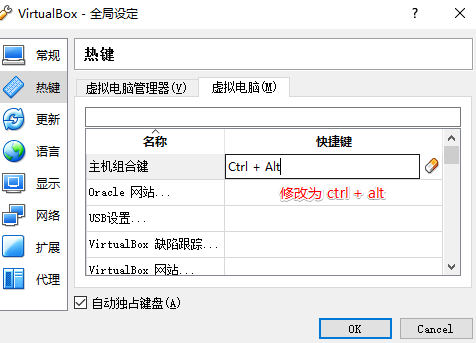 VirtualBox - 全局设定
常规
热键
更新
语言
显示
网络
扩展
代理
热键
虚拟电脑管理器(V)
虚拟电脑(M)
名称
快捷键
主机组合键
Ctrl + Alt
Oracle 网站...
修改为 ctrl + alt
USB设置...
VirtualBox 缺陷跟踪...
VirtualBox 网站...
自动独占键盘(A)
OK
Cancel